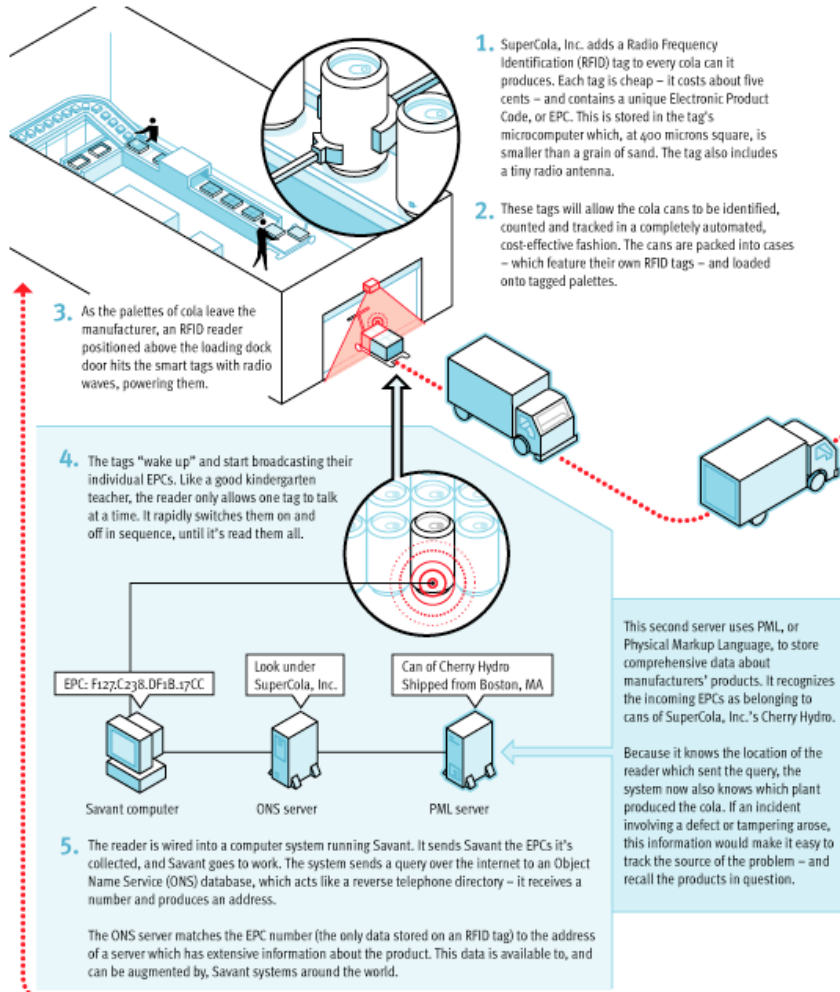 1. SuperCola, Inc. adds a Radio Frequency
Identification (RFID) tag to every cola can it
produces. Each tag is cheap – it costs about five
cents – and contains a unique Electronic Product
Code, or EPC. This is stored in the tag's
microcomputer which, at 400 microns square, is
smaller than a grain of sand. The tag also includes
a tiny radio antenna.
2. These tags will allow the cola cans to be identified,
counted and tracked in a completely automated,
cost-effective fashion. The cans are packed into cases
– which feature their own RFID tags – and loaded
onto tagged palettes.
3. As the palettes of cola leave the
manufacturer, an RFID reader
positioned above the loading dock
door hits the smart tags with radio
waves, powering them.
4. The tags “wake up” and start broadcasting their
individual EPCs. Like a good kindergarten
teacher, the reader only allows one tag to talk
at a time. It rapidly switches them on and
off in sequence, until it's read them all.
EPC: F127.C238.DF1B.17CC
Look under
SuperCola, Inc.
Can of Cherry Hydro
Shipped from Boston, MA
Savant computer
ONS server
PML server
This second server uses PML, or
Physical Markup Language, to store
comprehensive data about
manufacturers' products. It recognizes
the incoming EPCs as belonging to
cans of SuperCola, Inc.'s Cherry Hydro.
Because it knows the location of the
reader which sent the query, the
system now also knows which plant
produced the cola. If an incident
involving a defect or tampering arose,
this information would make it easy to
track the source of the problem – and
recall the products in question.
5. The reader is wired into a computer system running Savant. It sends Savant the EPCs it's
collected, and Savant goes to work. The system sends a query over the internet to an Object
Name Service (ONS) database, which acts like a reverse telephone directory – it receives a
number and produces an address.
The ONS server matches the EPC number (the only data stored on an RFID tag) to the address
of a server which has extensive information about the product. This data is available to, and
can be augmented by, Savant systems around the world.